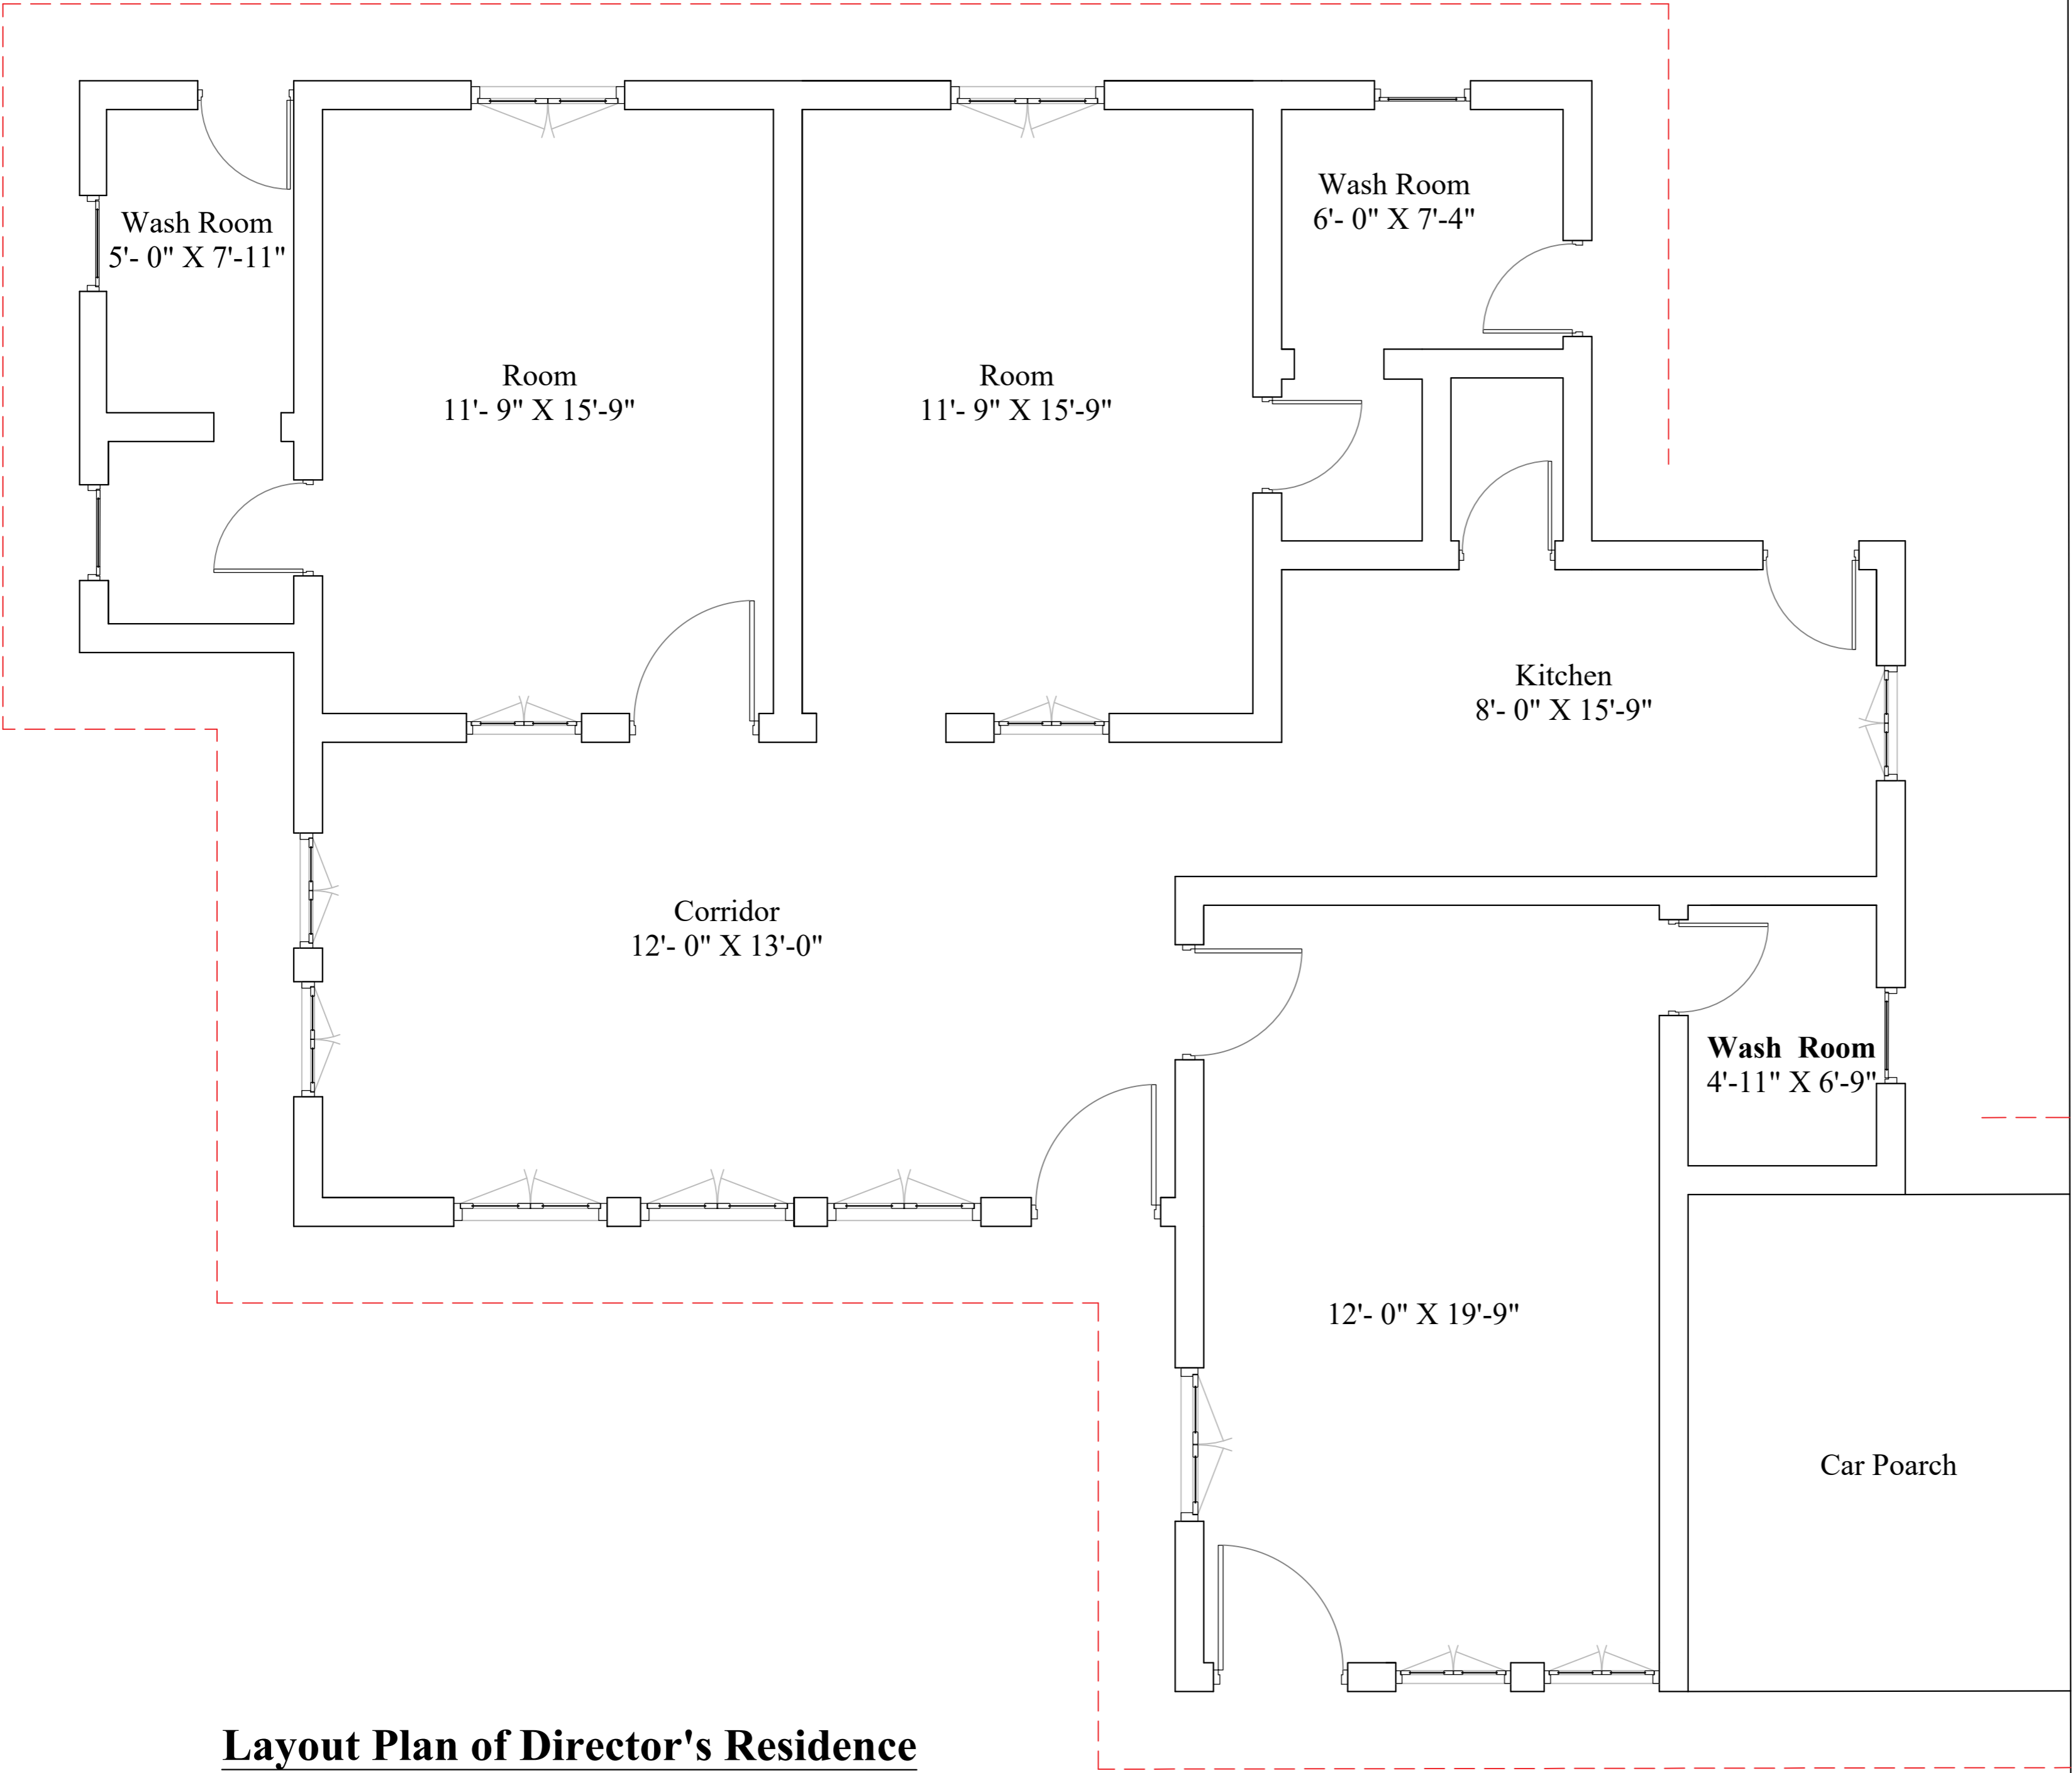 Wash Room
5'- 0" X 7'-11"
Room
11'- 9" X 15'-9"
Room
11'- 9" X 15'-9"
Wash Room
6'- 0" X 7'-4"
Kitchen
8'- 0" X 15'-9"
Corridor
12'- 0" X 13'-0"
Wash Room
4'-11" X 6'-9"
12'- 0" X 19'-9"
Car Poarch
Layout Plan of Director's Residence